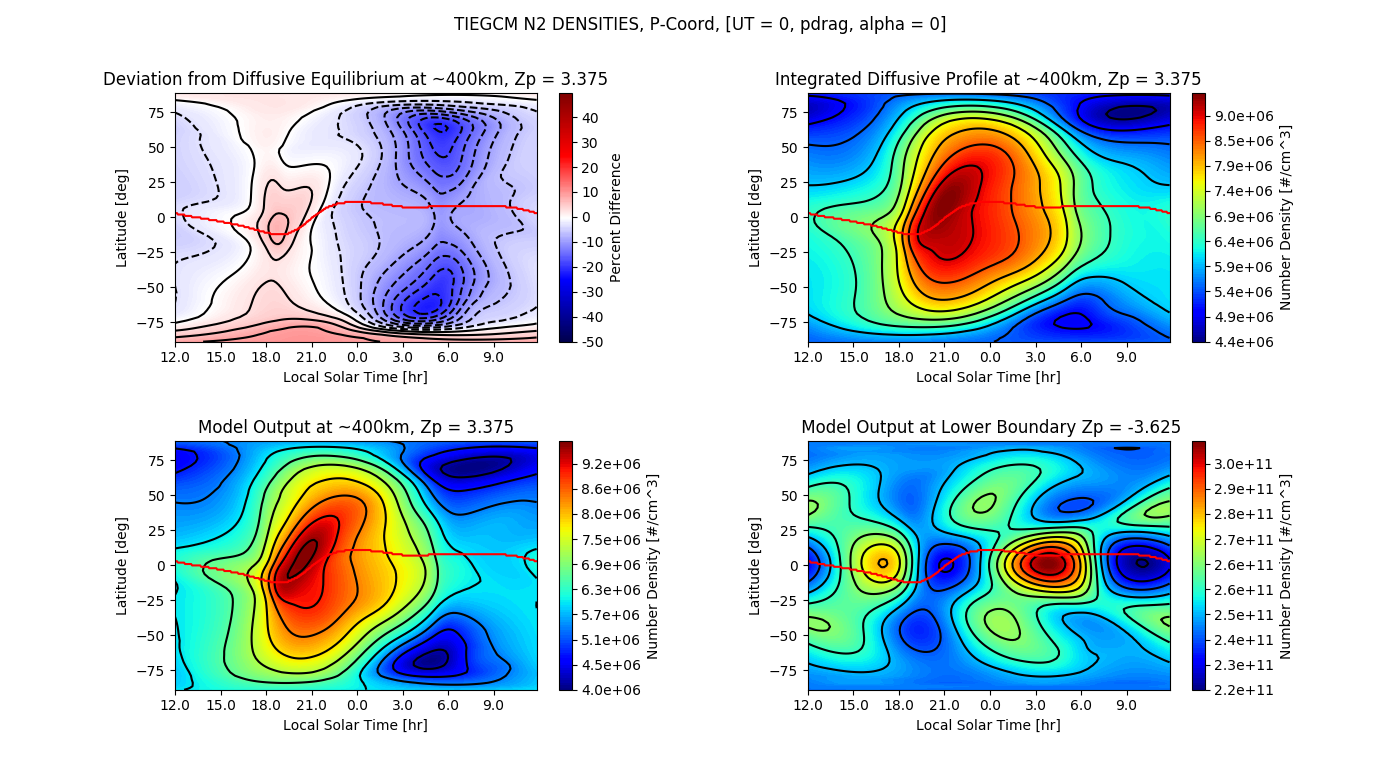 TIEGCM N2 DENSITIES, P-Coord, [UT = 0, pdrag, alpha = 0]
Deviation from Diffusive Equilibrium at ~400km, Zp = 3.375
75
50
25
0
−25
−50
−75
Latitude [deg]
12.0 15.0 18.0 21.0 0.0 3.0 6.0 9.0
Local Solar Time [hr]
40
30
20
10
0
-10
-20
-30
-40
-50
Percent Difference
Integrated Diffusive Profile at ~400km, Zp = 3.375
75
50
25
0
−25
−50
−75
Latitude [deg]
12.0 15.0 18.0 21.0 0.0 3.0 6.0 9.0
Local Solar Time [hr]
9.0e+06
8.5e+06
7.9e+06
7.4e+06
6.9e+06
6.4e+06
5.9e+06
5.4e+06
4.9e+06
4.4e+06
Number Density [#/cm^3]
Model Output at ~400km, Zp = 3.375
75
50
25
0
−25
−50
−75
Latitude [deg]
12.0 15.0 18.0 21.0 0.0 3.0 6.0 9.0
Local Solar Time [hr]
9.2e+06
8.6e+06
8.0e+06
7.5e+06
6.9e+06
6.3e+06
5.7e+06
5.1e+06
4.5e+06
4.0e+06
Number Density [#/cm^3]
Model Output at Lower Boundary Zp = -3.625
75
50
25
0
−25
−50
−75
Latitude [deg]
12.0 15.0 18.0 21.0 0.0 3.0 6.0 9.0
Local Solar Time [hr]
3.0e+11
2.9e+11
2.8e+11
2.7e+11
2.6e+11
2.6e+11
2.5e+11
2.4e+11
2.3e+11
2.2e+11
Number Density [#/cm^3]